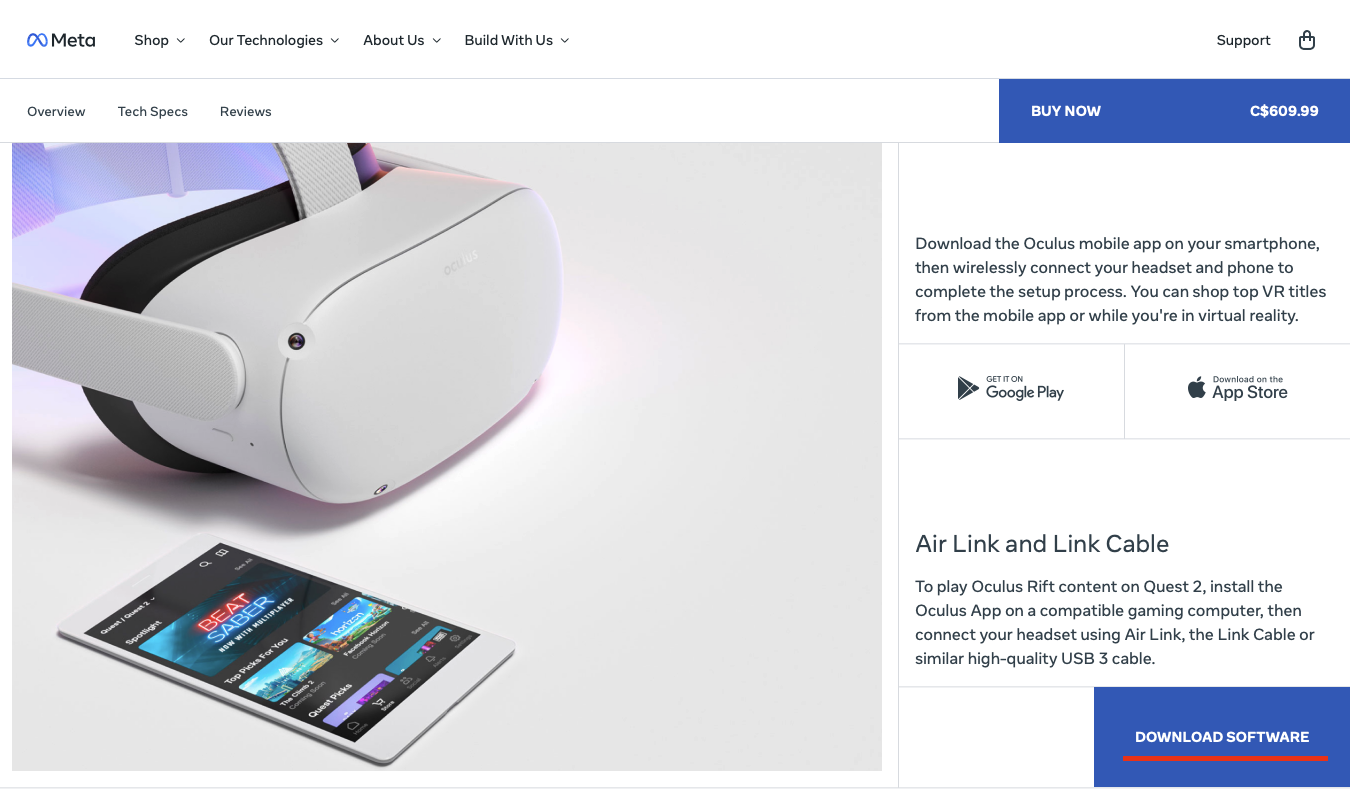 Meta
Shop
Our Technologies
About Us
Build With Us
Support
Overview
Tech Specs
Reviews
BUY NOW
C$609.99
oculus
Download the Oculus mobile app on your smartphone,
then wirelessly connect your headset and phone to
complete the setup process. You can shop top VR titles
from the mobile app or while you're in virtual reality.
GET IT ON
Google Play
Download on the
App Store
Quest / Quest 2
Spotlight
See All
BEAT
SABER
NOW WITH MULTIPLAYER
Top Picks For You
See All
The Climb 2
Coming Soon
horizon
Facebook Horizon
Coming Soon
Quest Picks
See All
Home
Store
Air Link and Link Cable
To play Oculus Rift content on Quest 2, install the
Oculus App on a compatible gaming computer, then
connect your headset using Air Link, the Link Cable or
similar high-quality USB 3 cable.
DOWNLOAD SOFTWARE